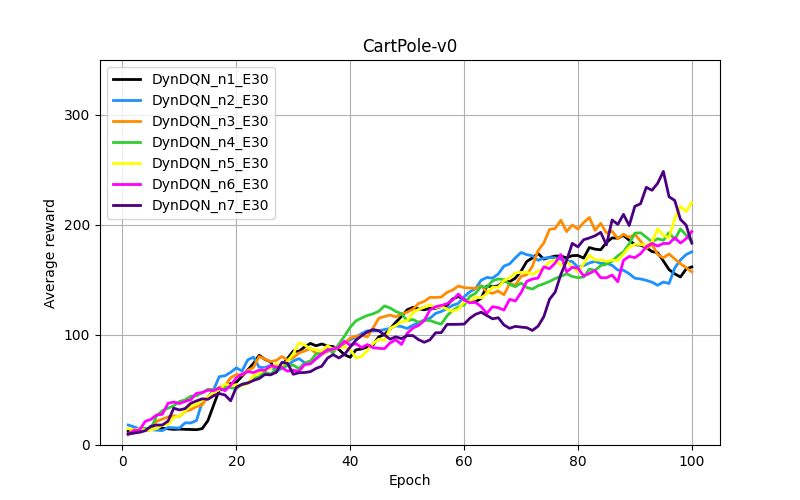 CartPole-v0
DynDQN_n1_E30
DynDQN_n2_E30
DynDQN_n3_E30
DynDQN_n4_E30
DynDQN_n5_E30
DynDQN_n6_E30
DynDQN_n7_E30
300
200
100
0
Average reward
0 20 40 60 80 100
Epoch